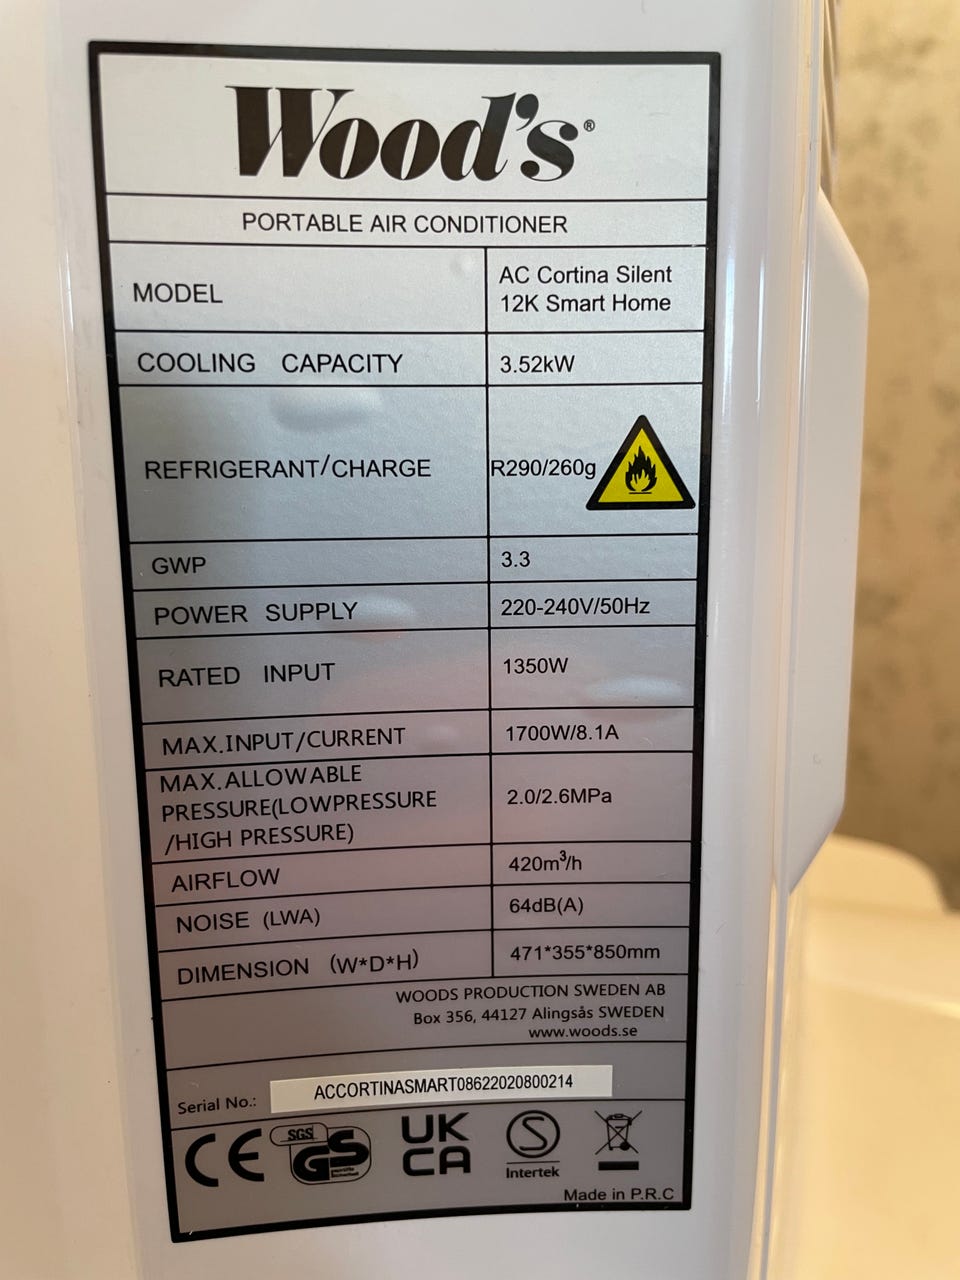 Wood's®
PORTABLE AIR CONDITIONER
MODEL
AC Cortina Silent
12K Smart Home
COOLING CAPACITY
3.52kW
REFRIGERANT/CHARGE
R290/260g
GWP
3.3
POWER SUPPLY
220-240V/50Hz
RATED INPUT
1350W
MAX.INPUT/CURRENT
1700W/8.1A
MAX.ALLOWABLE
PRESSURE(LOWPRESSURE
/HIGH PRESSURE)
2.0/2.6MPa
AIRFLOW
420m³/h
NOISE (LWA)
64dB(A)
DIMENSION (W*D*H)
471*355*850mm
WOODS PRODUCTION SWEDEN AB
Box 356, 44127 Alingsås SWEDEN
www.woods.se
Serial No.:
ACCORTINASMART08622020800214
CE
SGS
GS
geprüfte
Sicherheit
UK
CA
S
Intertek
Made in P.R.C